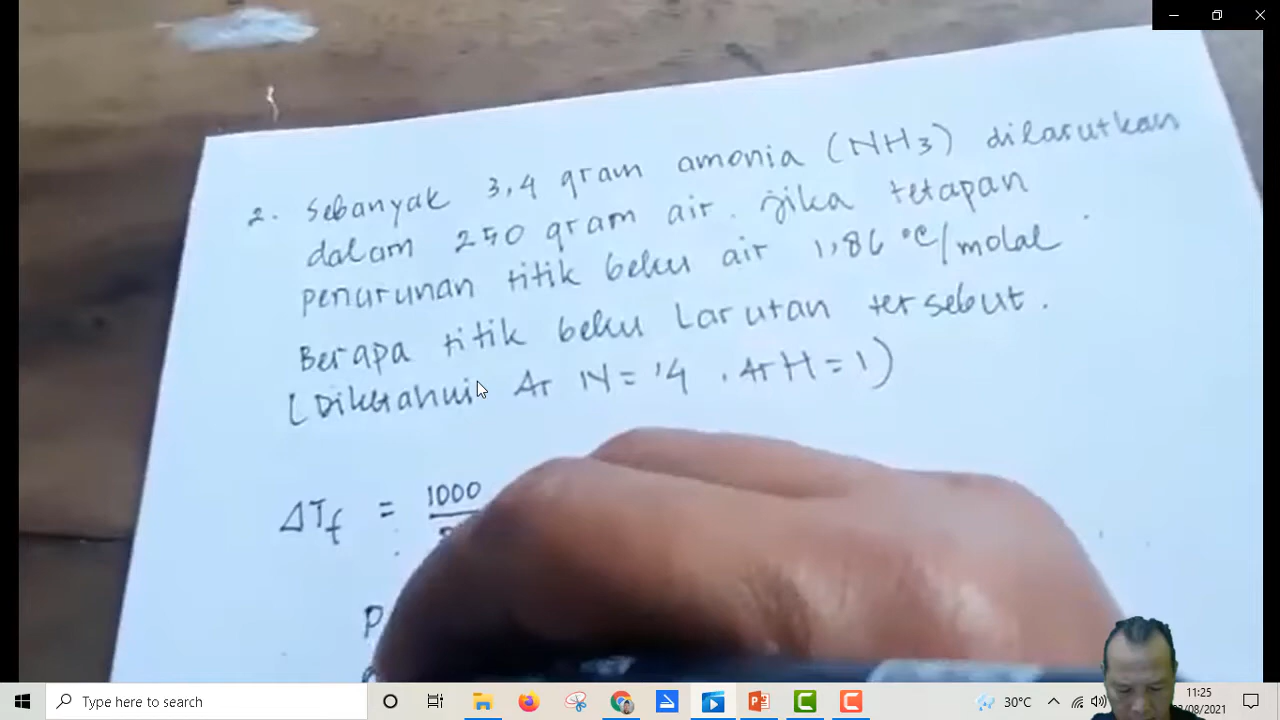 2. Sebanyak 3,4 gram amonia (NH3) dilarutkan
dalam 250 gram air. Jika tetapan
penurunan titik beku air 1,86 °C/molal
Berapa titik beku Larutan tersebut.
(Diketahui Ar N = 14 . Ar H = 1)
ΔTf = 1000
P
Type here to search
30°C
11:25
/08/2021